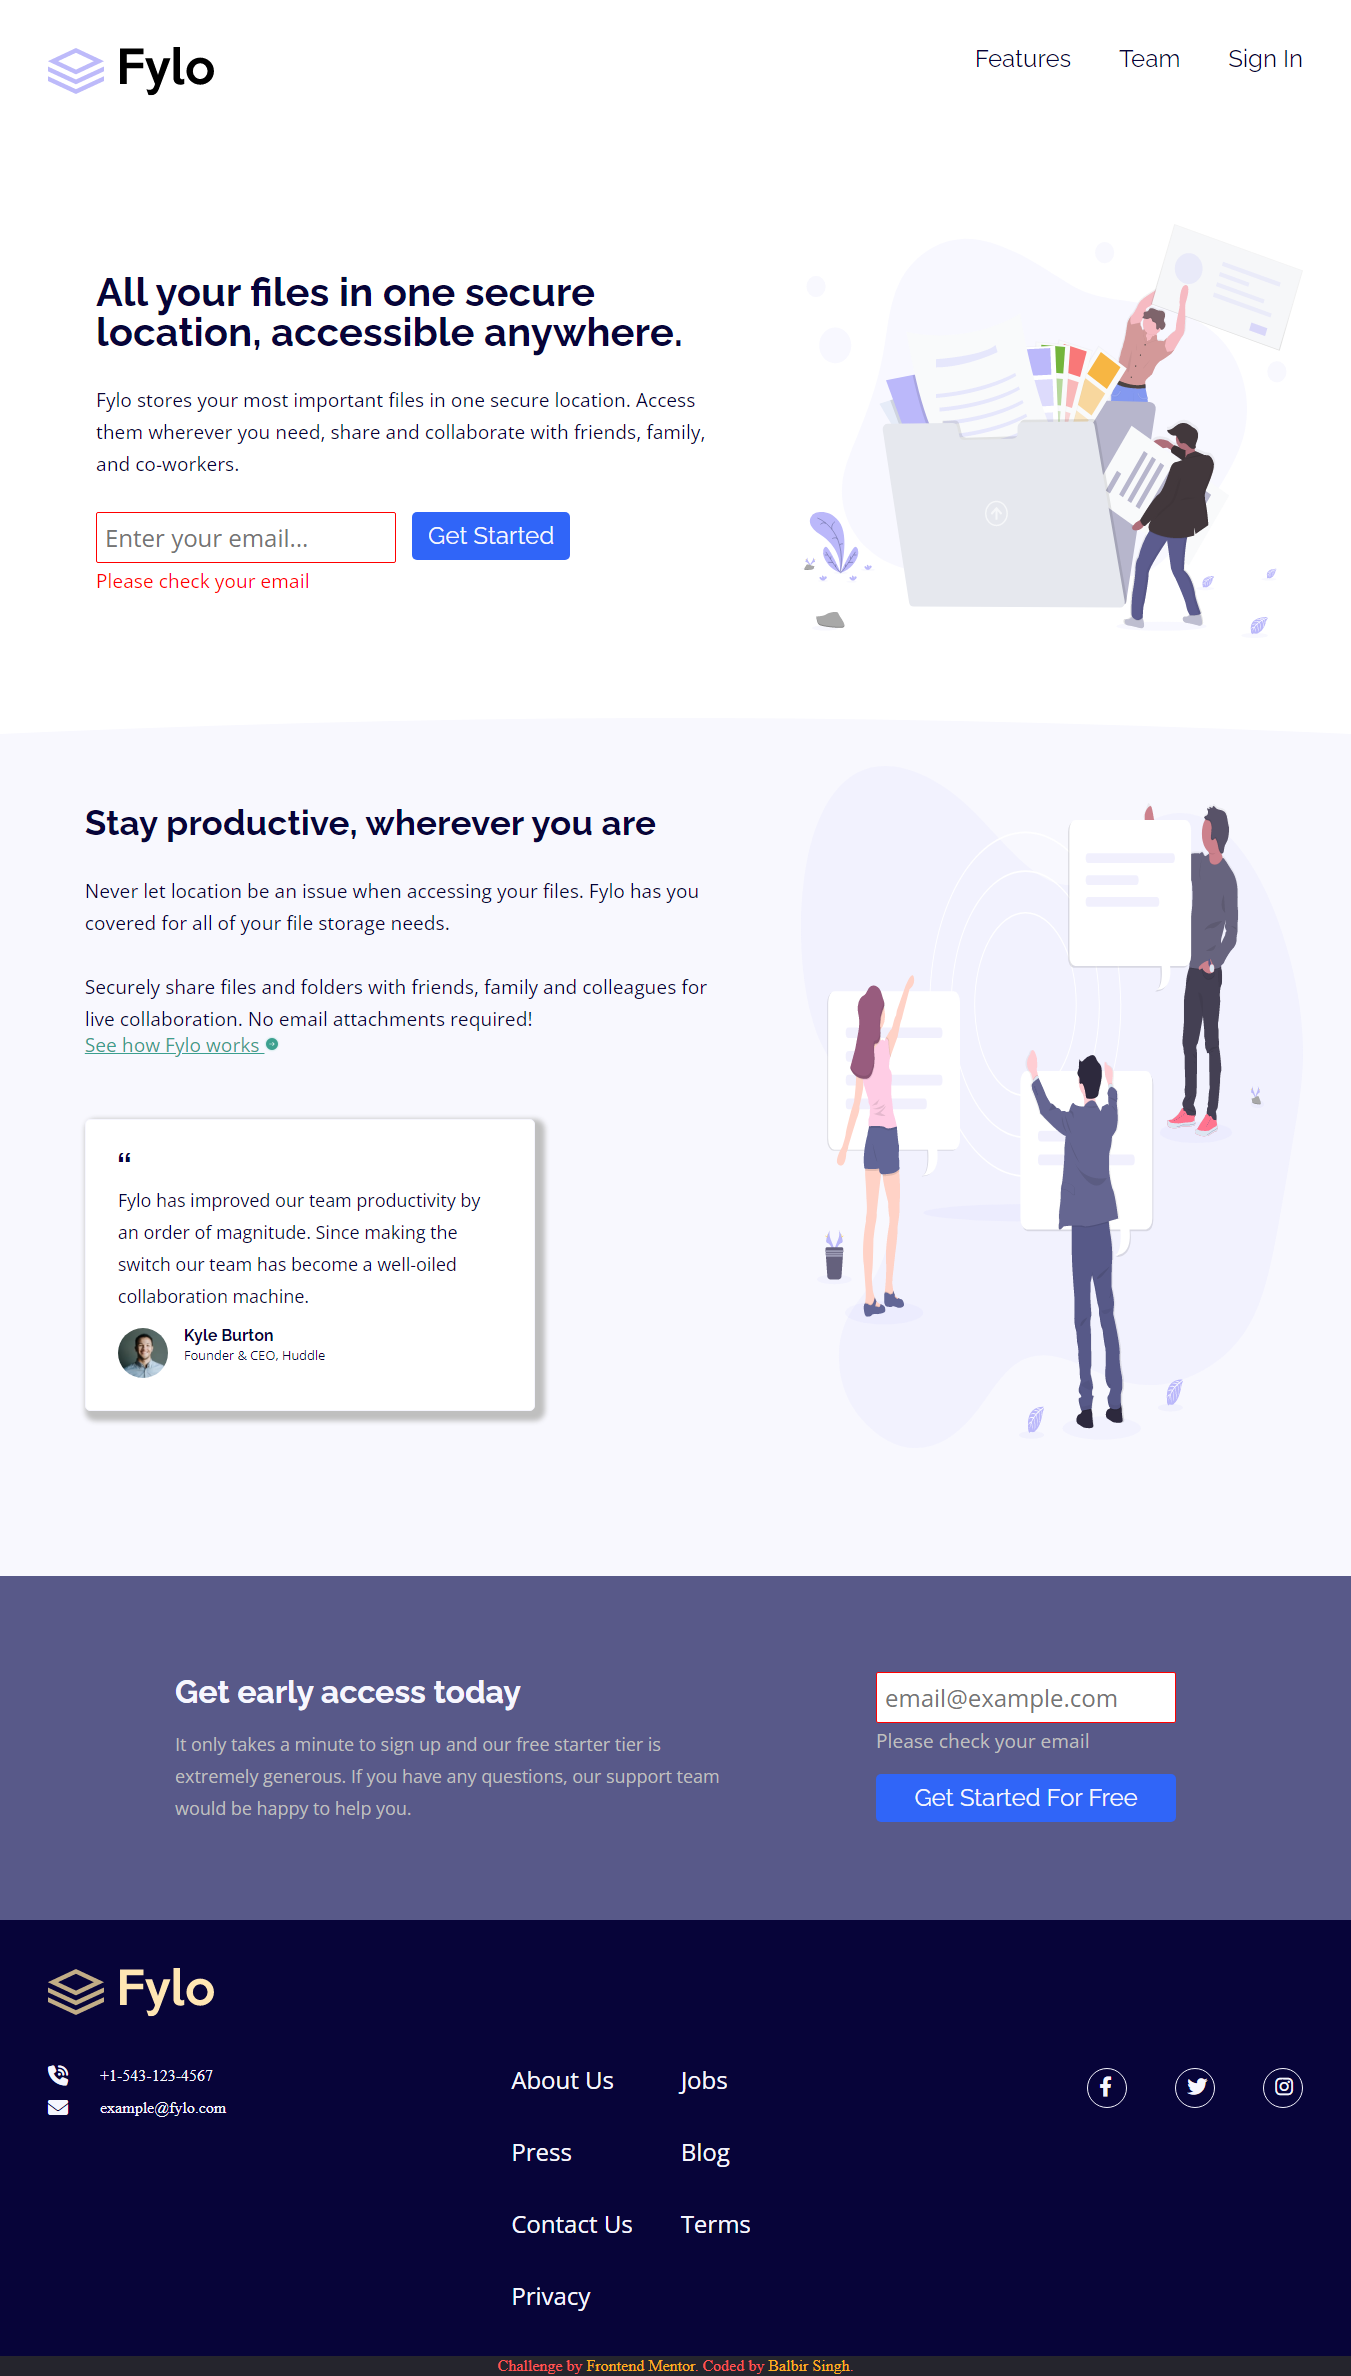 Fylo
Features Team Sign In
All your files in one secure
location, accessible anywhere.
Fylo stores your most important files in one secure location. Access
them wherever you need, share and collaborate with friends, family,
and co-workers.
Enter your email...
Get Started
Please check your email
Stay productive, wherever you are
Never let location be an issue when accessing your files. Fylo has you
covered for all of your file storage needs.
Securely share files and folders with friends, family and colleagues for
live collaboration. No email attachments required!
See how Fylo works
“
Fylo has improved our team productivity by
an order of magnitude. Since making the
switch our team has become a well-oiled
collaboration machine.
Kyle Burton
Founder & CEO, Huddle
Get early access today
It only takes a minute to sign up and our free starter tier is
extremely generous. If you have any questions, our support team
would be happy to help you.
email@example.com
Please check your email
Get Started For Free
Fylo
+1-543-123-4567
example@fylo.com
About Us
Press
Contact Us
Privacy
Jobs
Blog
Terms
Challenge by Frontend Mentor. Coded by Balbir Singh.